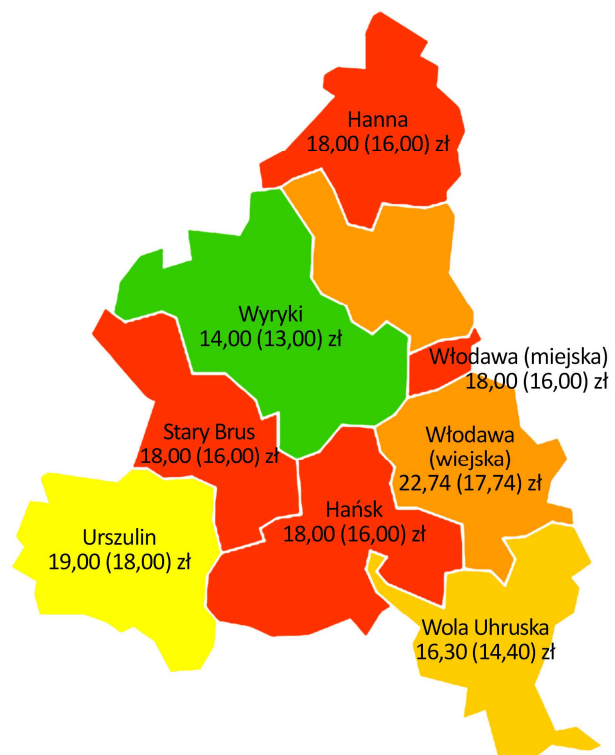 Hanna
18,00 (16,00) zł
Wyryki
14,00 (13,00) zł
Włodawa (miejska)
18,00 (16,00) zł
Stary Brus
18,00 (16,00) zł
Włodawa
(wiejska)
22,74 (17,74) zł
Hańsk
18,00 (16,00) zł
Urszulin
19,00 (18,00) zł
Wola Uhruska
16,30 (14,40) zł